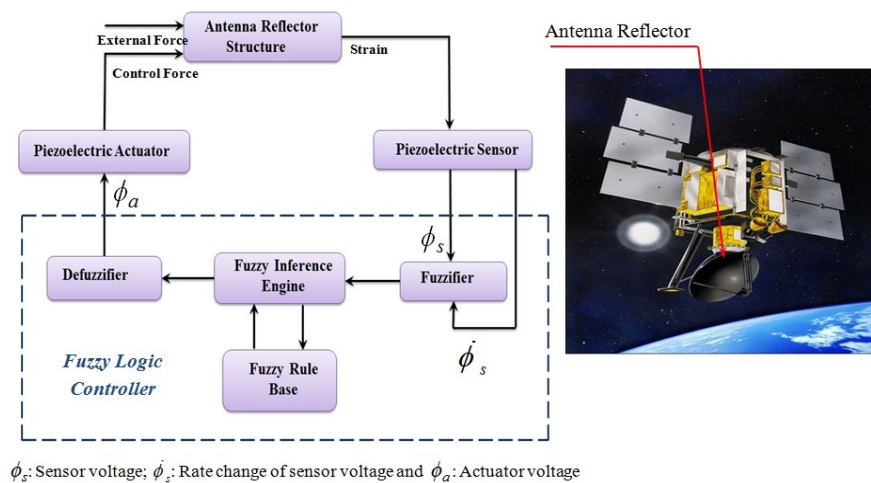 Antenna Reflector
Structure
External Force
Control Force
Strain
Antenna Reflector
Piezoelectric Actuator
Piezoelectric Sensor
ϕa
ϕs
Defuzzifier
Fuzzy Inference
Engine
Fuzzifier
ϕ̇s
Fuzzy Logic
Controller
Fuzzy Rule
Base
ϕs: Sensor voltage; ϕ̇s: Rate change of sensor voltage and ϕa: Actuator voltage